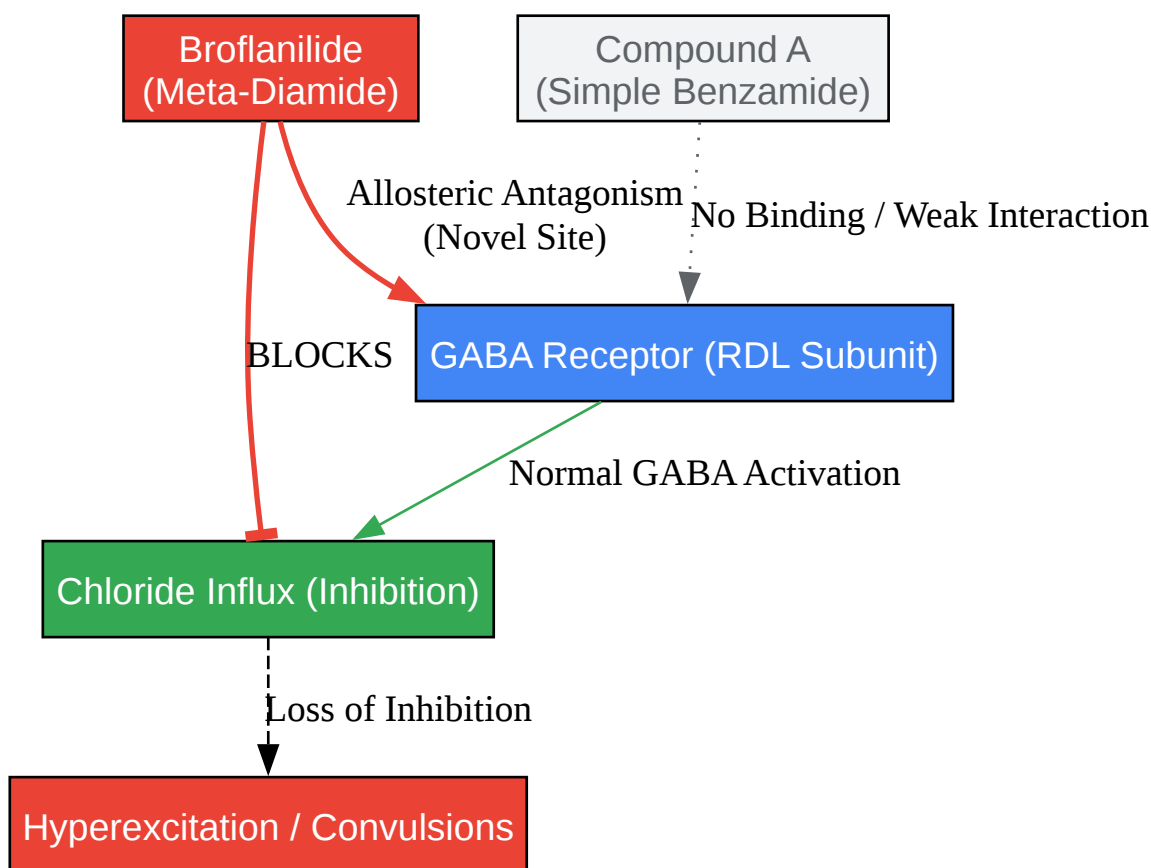 Broflanilide
(Meta-Diamide)
Compound A
(Simple Benzamide)
Allosteric Antagonism
(Novel Site)
No Binding / Weak Interaction
BLOCKS
GABA Receptor (RDL Subunit)
Normal GABA Activation
Chloride Influx (Inhibition)
Loss of Inhibition
Hyperexcitation / Convulsions